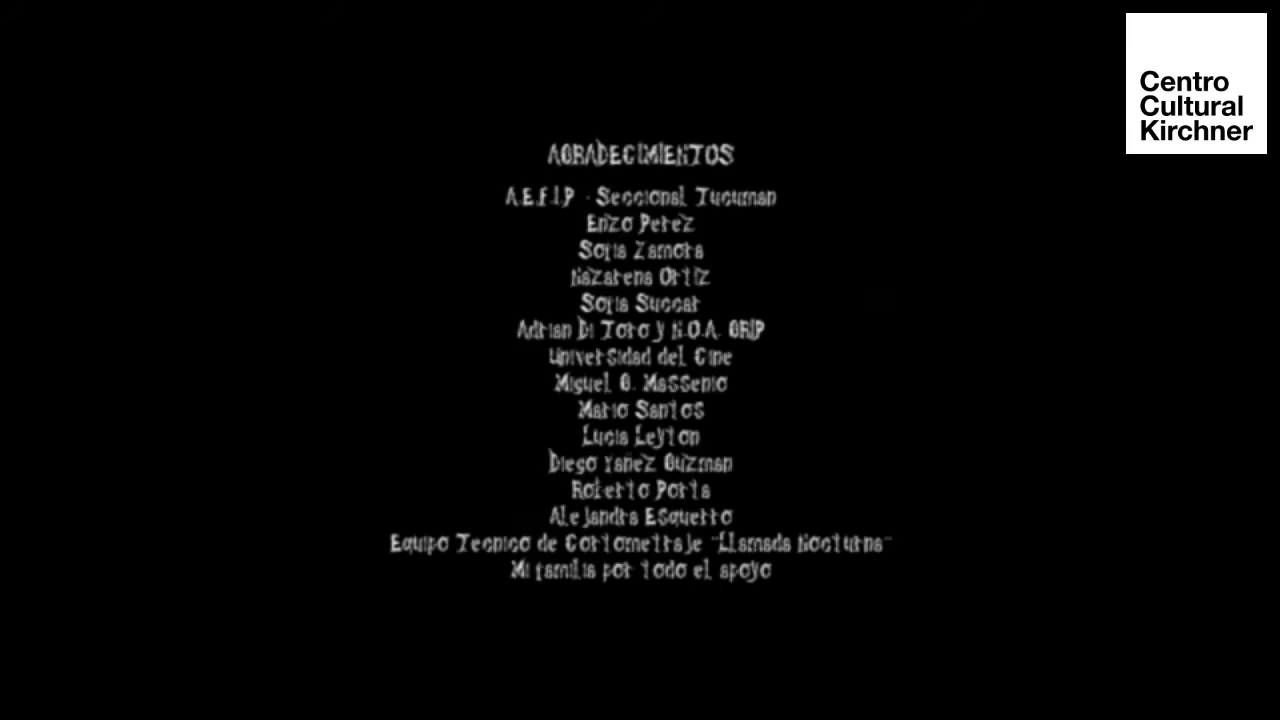 Centro
Cultural
Kirchner
AGRADECIMIENTOS
A.E.F.I.P - Seccional Tucuman
Enzo Perez
Sofia Zamora
Nazarena Ortiz
Sofia Succar
Adrian Di Toro y N.O.A. GRIP
Universidad del Cine
Miguel G. Massenio
Mario Santos
Lucia Leyton
Diego Yañez Guzman
Roberto Porta
Alejandra Esquerro
Equipo Tecnico de Cortometraje "Llamada Nocturna"
Mi familia por todo el apoyo